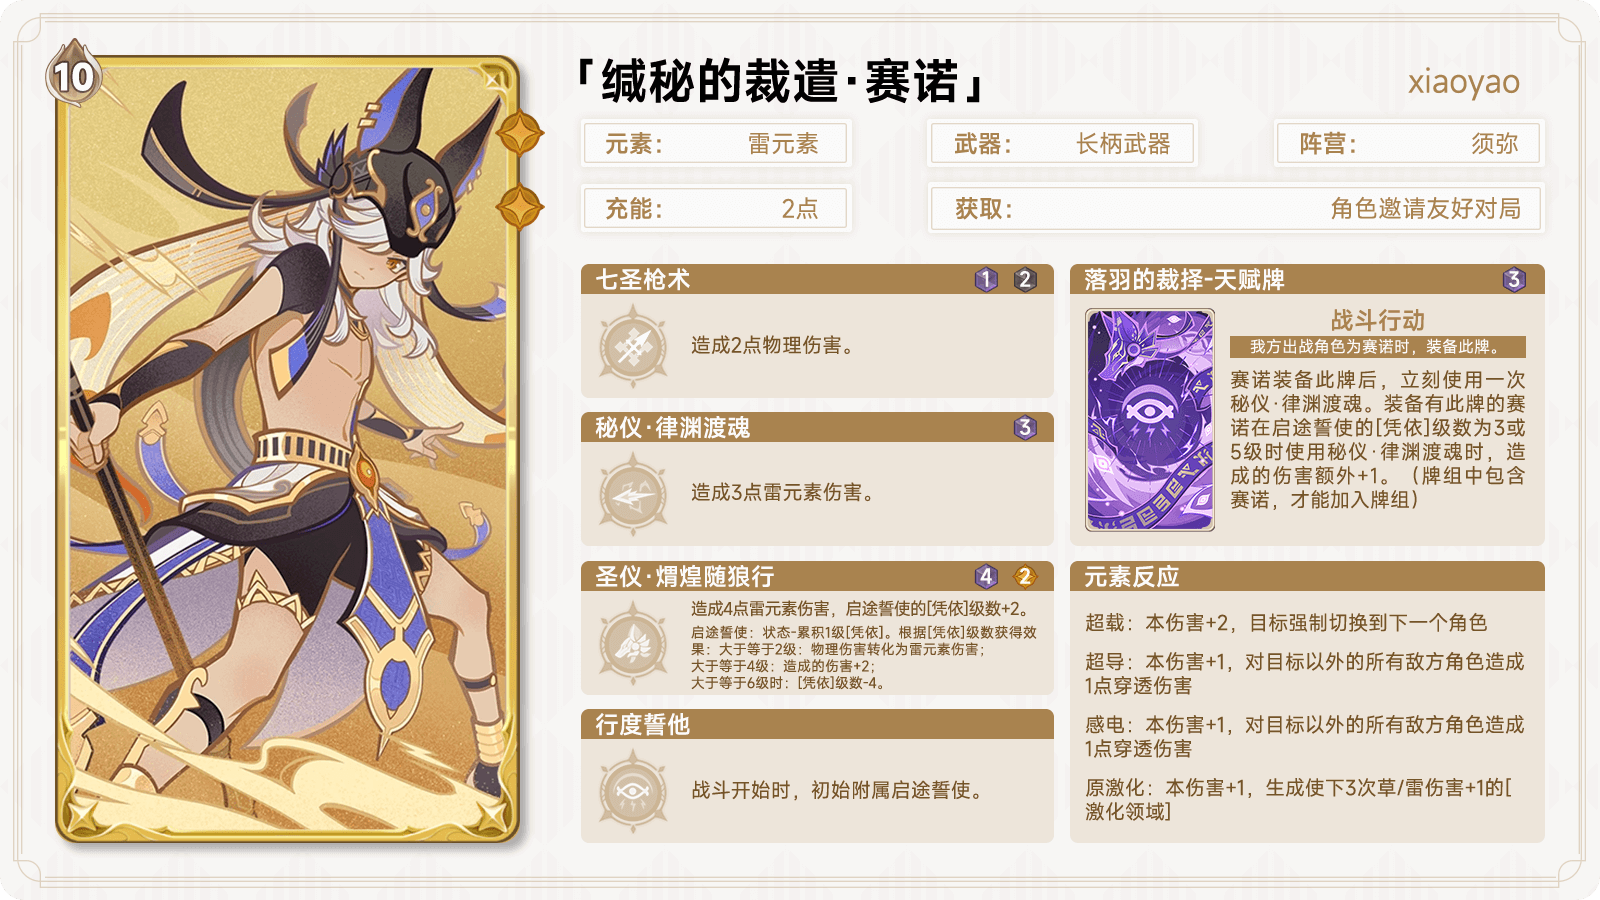 10
「缄秘的裁遣·赛诺」
xiaoyao
元素： 雷元素
武器： 长柄武器
阵营： 须弥
充能： 2点
获取： 角色邀请友好对局
七圣枪术 1 2
造成2点物理伤害。
秘仪·律渊渡魂 3
造成3点雷元素伤害。
圣仪·煟煌随狼行 4 2
造成4点雷元素伤害，启途誓使的[凭依]级数+2。
启途誓使：状态-累积1级[凭依]。根据[凭依]级数获得效
果：大于等于2级：物理伤害转化为雷元素伤害；
大于等于4级：造成的伤害+2；
大于等于6级时：[凭依]级数-4。
行度誓他
战斗开始时，初始附属启途誓使。
落羽的裁择-天赋牌 3
战斗行动
我方出战角色为赛诺时，装备此牌。
赛诺装备此牌后，立刻使用一次
秘仪·律渊渡魂。装备有此牌的赛
诺在启途誓使的[凭依]级数为3或
5级时使用秘仪·律渊渡魂时，造
成的伤害额外+1。（牌组中包含
赛诺，才能加入牌组）
元素反应
超载：本伤害+2，目标强制切换到下一个角色
超导：本伤害+1，对目标以外的所有敌方角色造成
1点穿透伤害
感电：本伤害+1，对目标以外的所有敌方角色造成
1点穿透伤害
原激化：本伤害+1，生成使下3次草/雷伤害+1的[
激化领域]